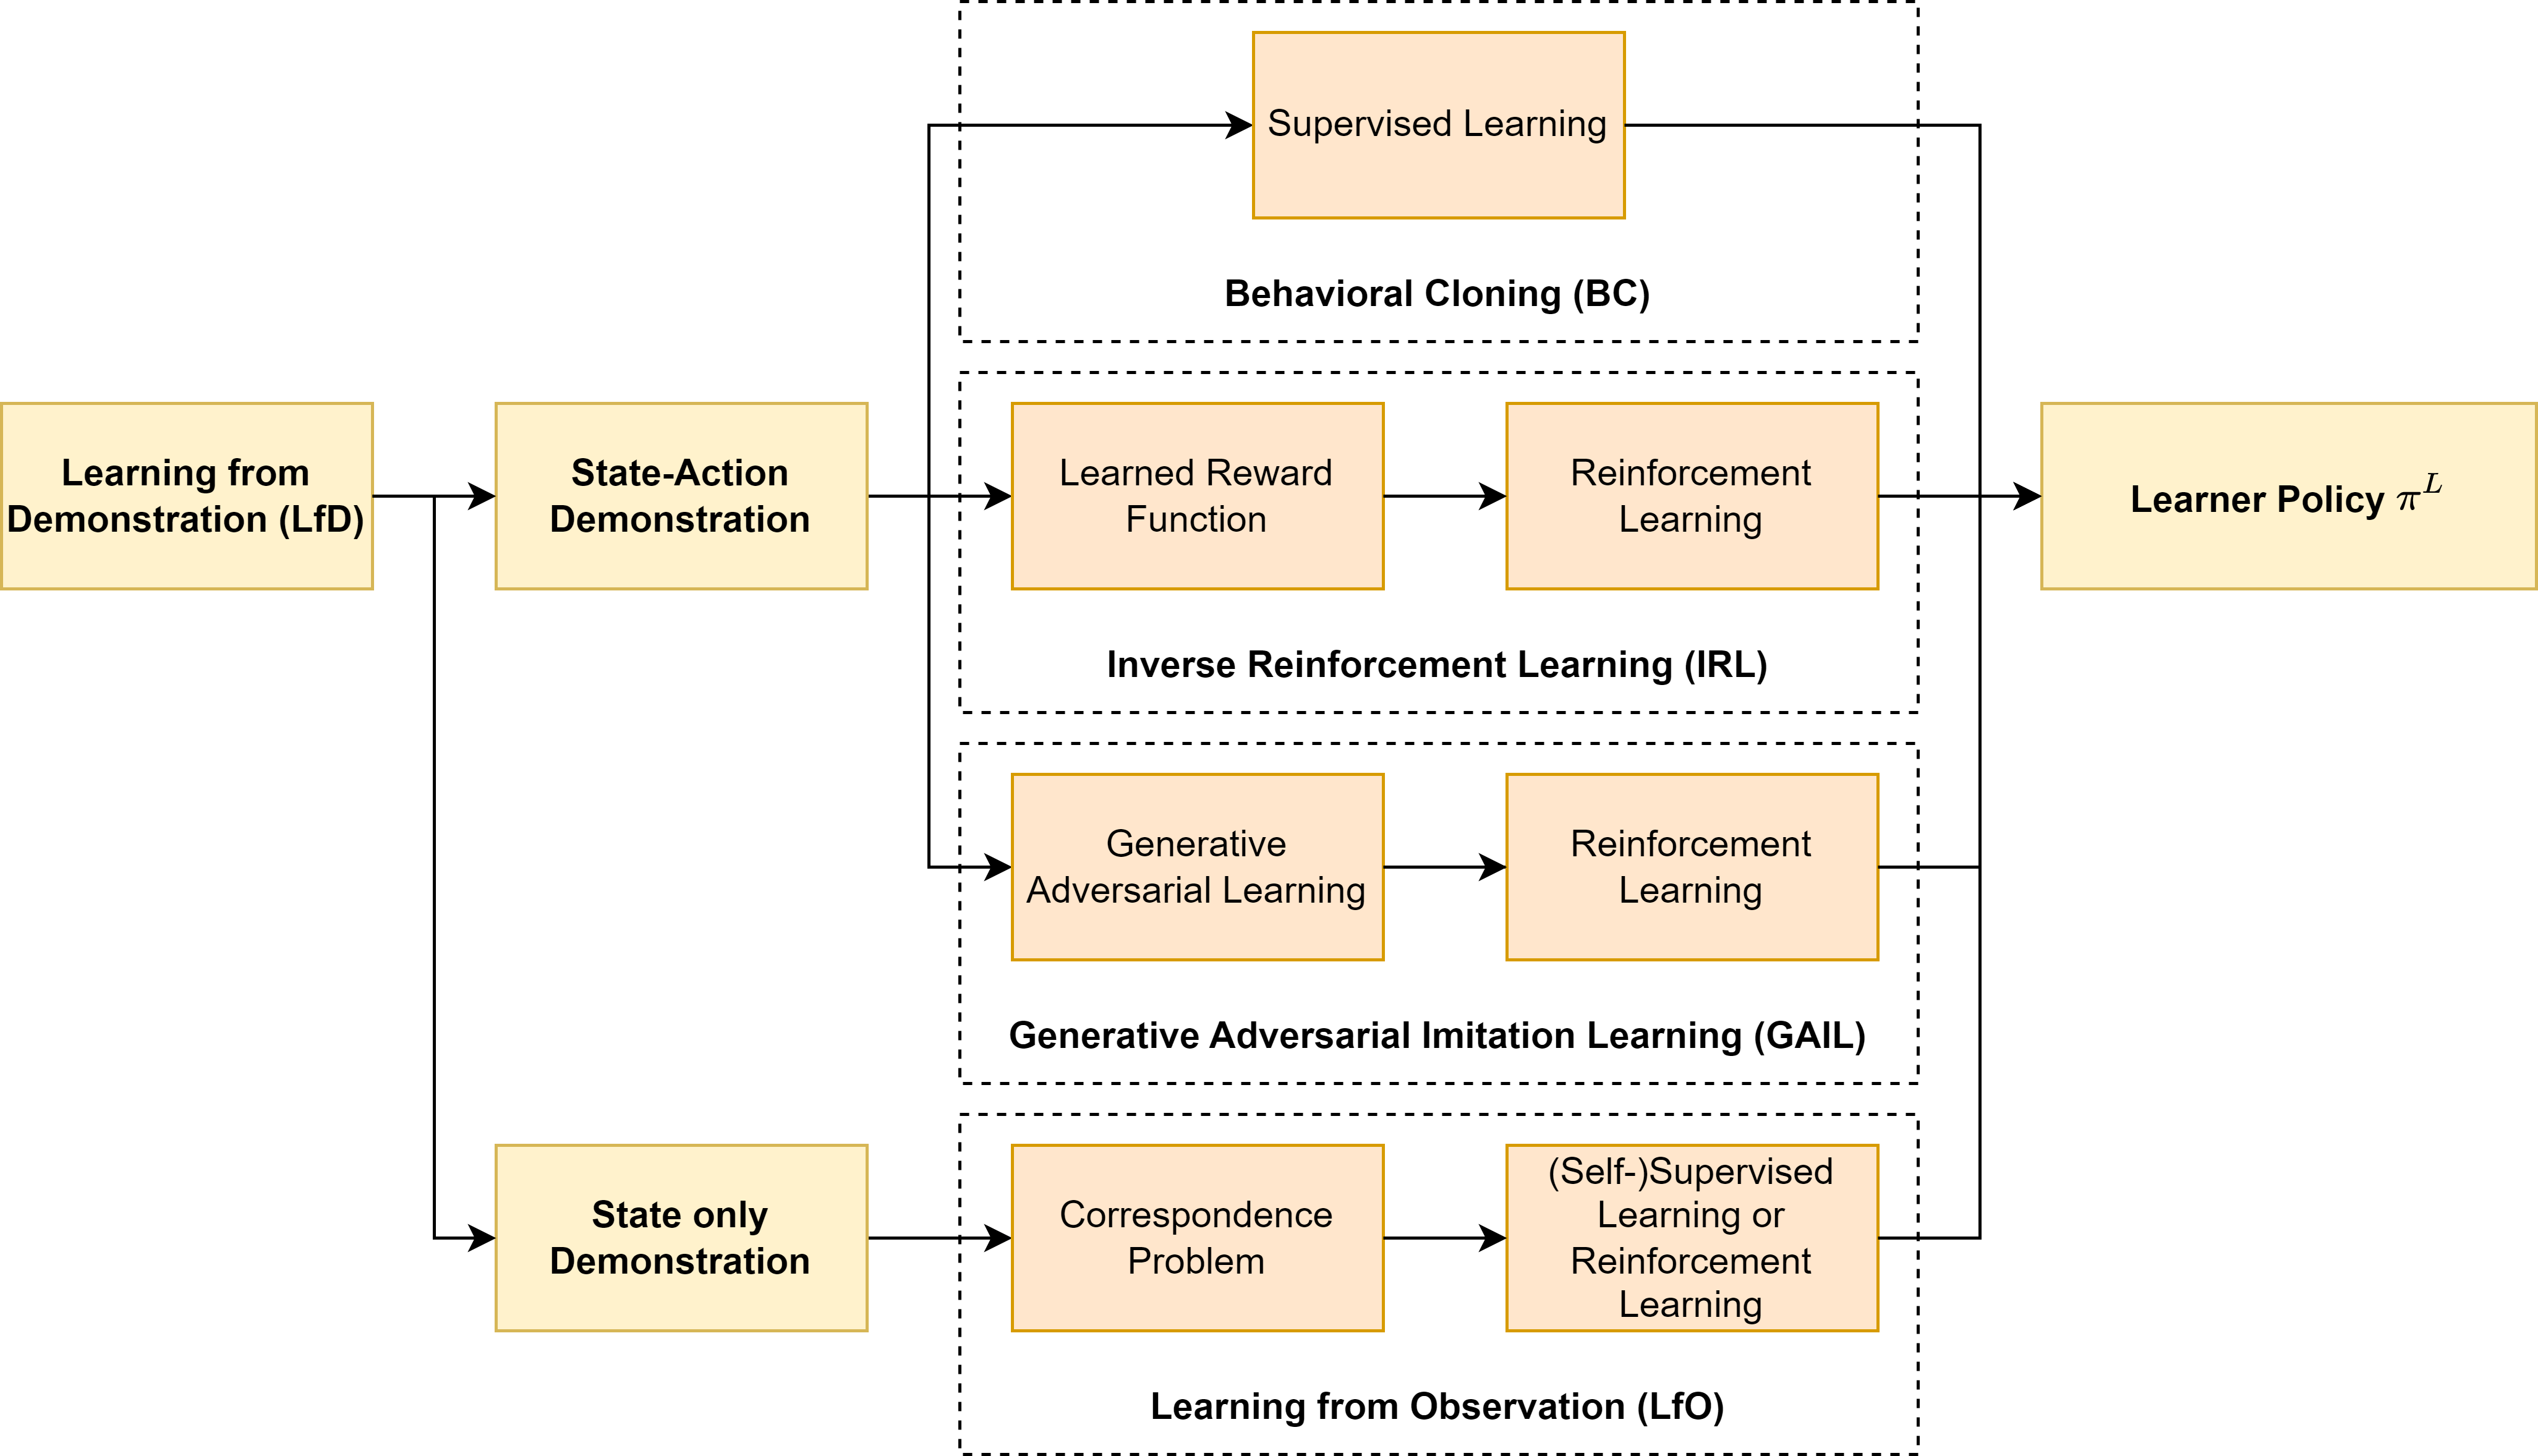 Supervised Learning
Behavioral Cloning (BC)
Learning from
Demonstration (LfD)
State-Action
Demonstration
Learned Reward
Function
Reinforcement
Learning
Learner Policy π^L
Inverse Reinforcement Learning (IRL)
Generative
Adversarial Learning
Reinforcement
Learning
Generative Adversarial Imitation Learning (GAIL)
State only
Demonstration
Correspondence
Problem
(Self-)Supervised
Learning or
Reinforcement
Learning
Learning from Observation (LfO)